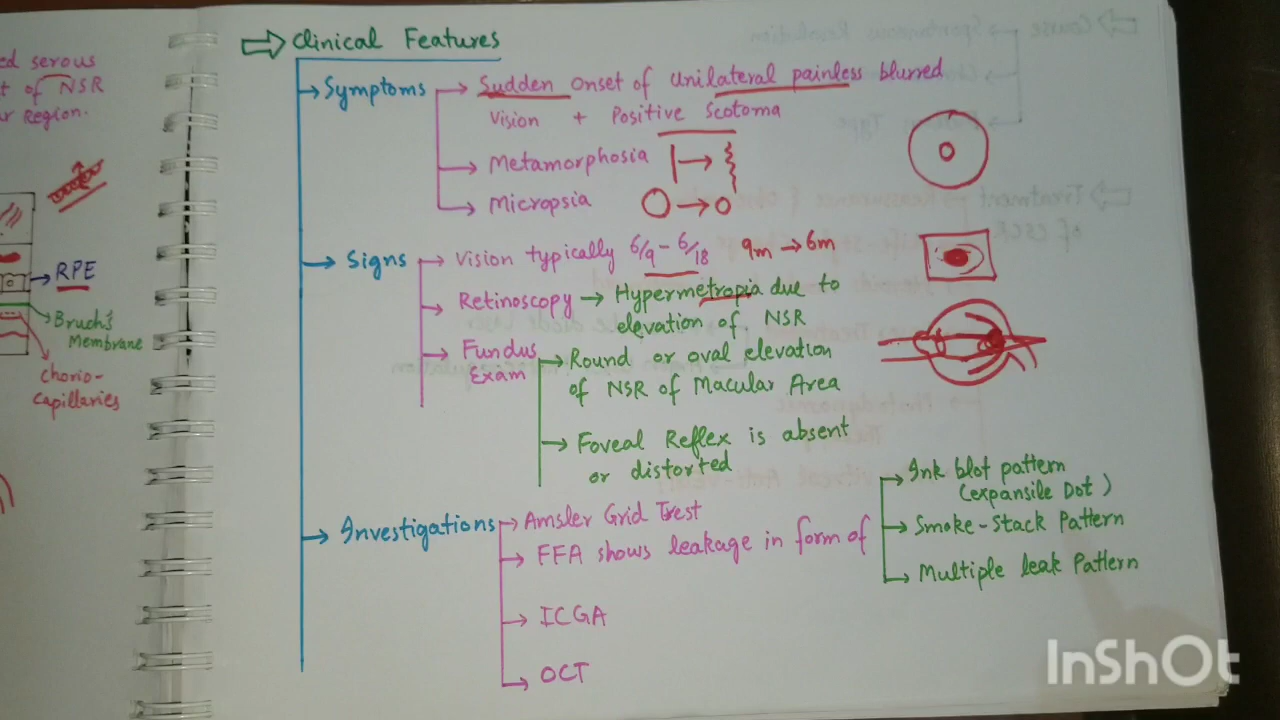 ed serous
t of NSR
r Region.
RPE
Bruch's
Membrane
Chorio-
Capillaries
Clinical Features
Symptoms
Sudden onset of Unilateral painless blurred
Vision + Positive Scotoma
Metamorphosia
Micropsia
Signs
Vision typically 6/9 - 6/18 9m → 6m
Retinoscopy → Hypermetropia due to
elevation of NSR
Fundus
Exam
Round or oval elevation
of NSR of Macular Area
Foveal Reflex is absent
or distorted
Investigations
Amsler Grid Trest
FFA shows leakage in form of
Ink blot pattern
(expansile Dot)
Smoke-Stack Pattern
Multiple leak Pattern
ICGA
OCT
InShOt